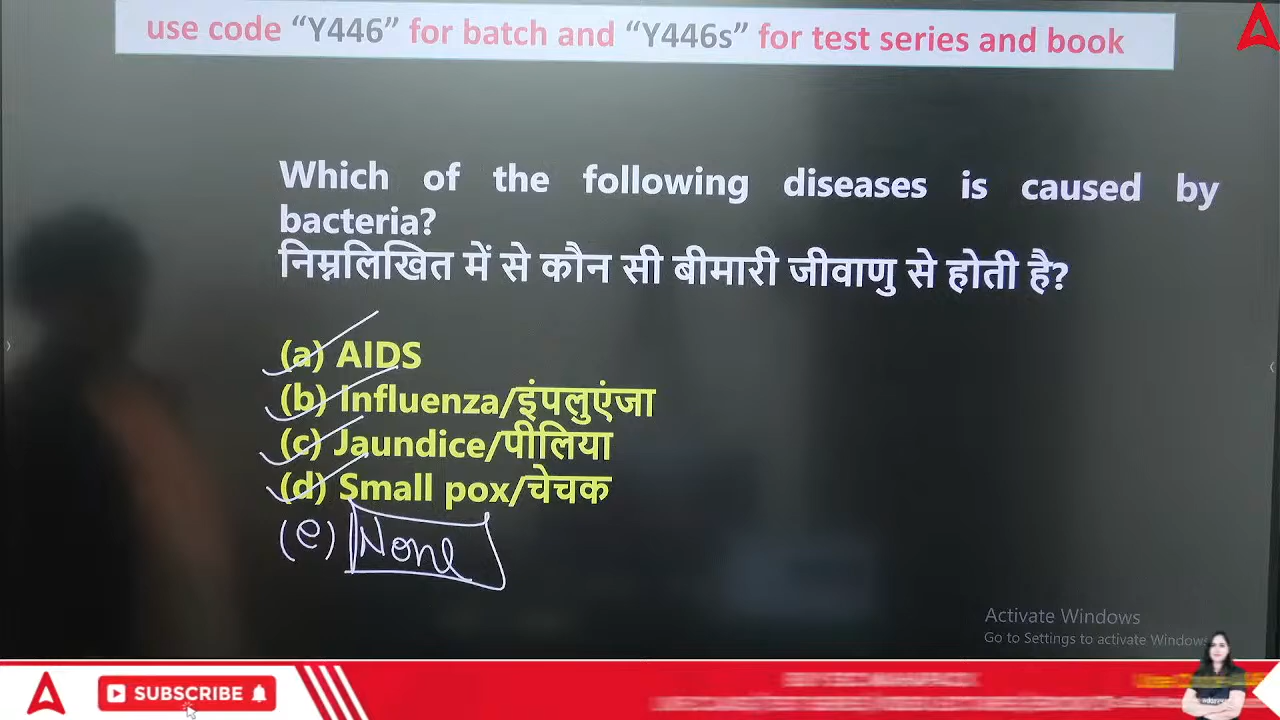 use code “Y446” for batch and “Y446s” for test series and book
Which of the following diseases is caused by
bacteria?
निम्नलिखित में से कौन सी बीमारी जीवाणु से होती है?
(a) AIDS
(b) Influenza/इंपलुएंजा
(c) Jaundice/पीलिया
(d) Small pox/चेचक
(e) None
Activate Windows
Go to Settings to activate Windows
SUBSCRIBE